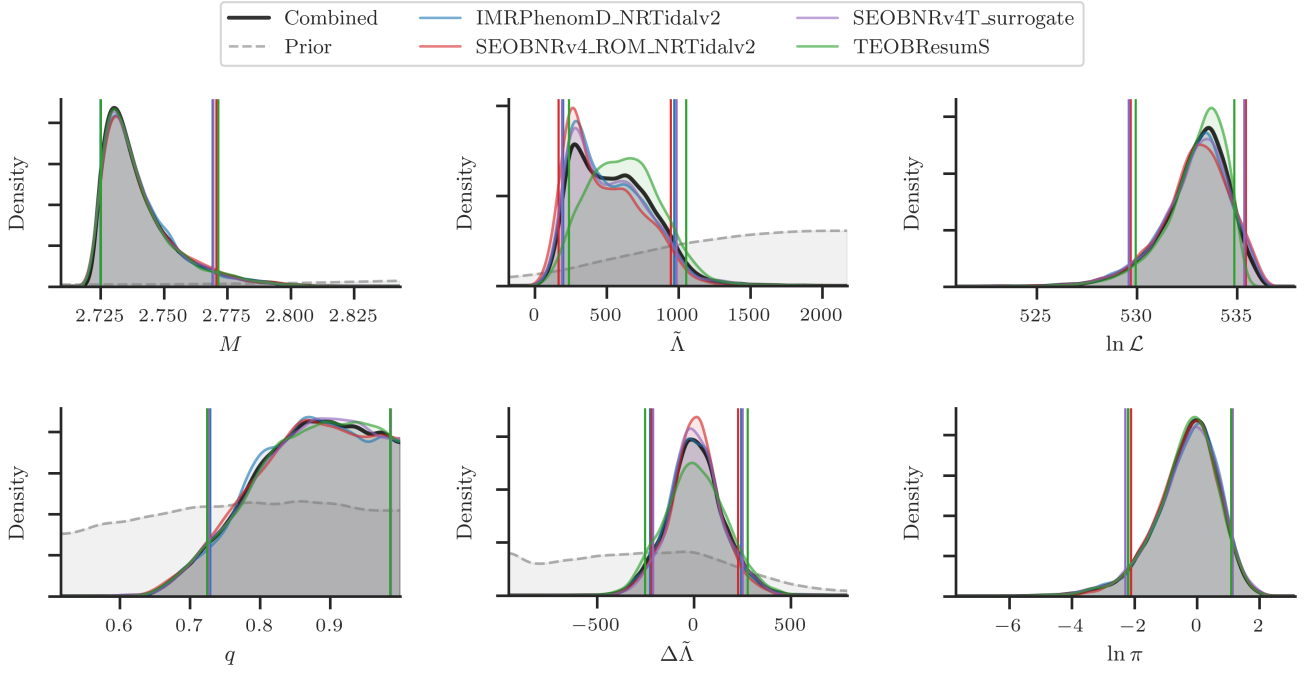 Combined IMRPhenomD_NRTidalv2 SEOBNRv4T_surrogate
Prior SEOBNRv4_ROM_NRTidalv2 TEOBResumS
Density Density Density
2.725 2.750 2.775 2.800 2.825 0 500 1000 1500 2000 525 530 535
M Λ̃ ln ℒ
Density Density Density
0.6 0.7 0.8 0.9 −500 0 500 −6 −4 −2 0 2
q ΔΛ̃ ln π